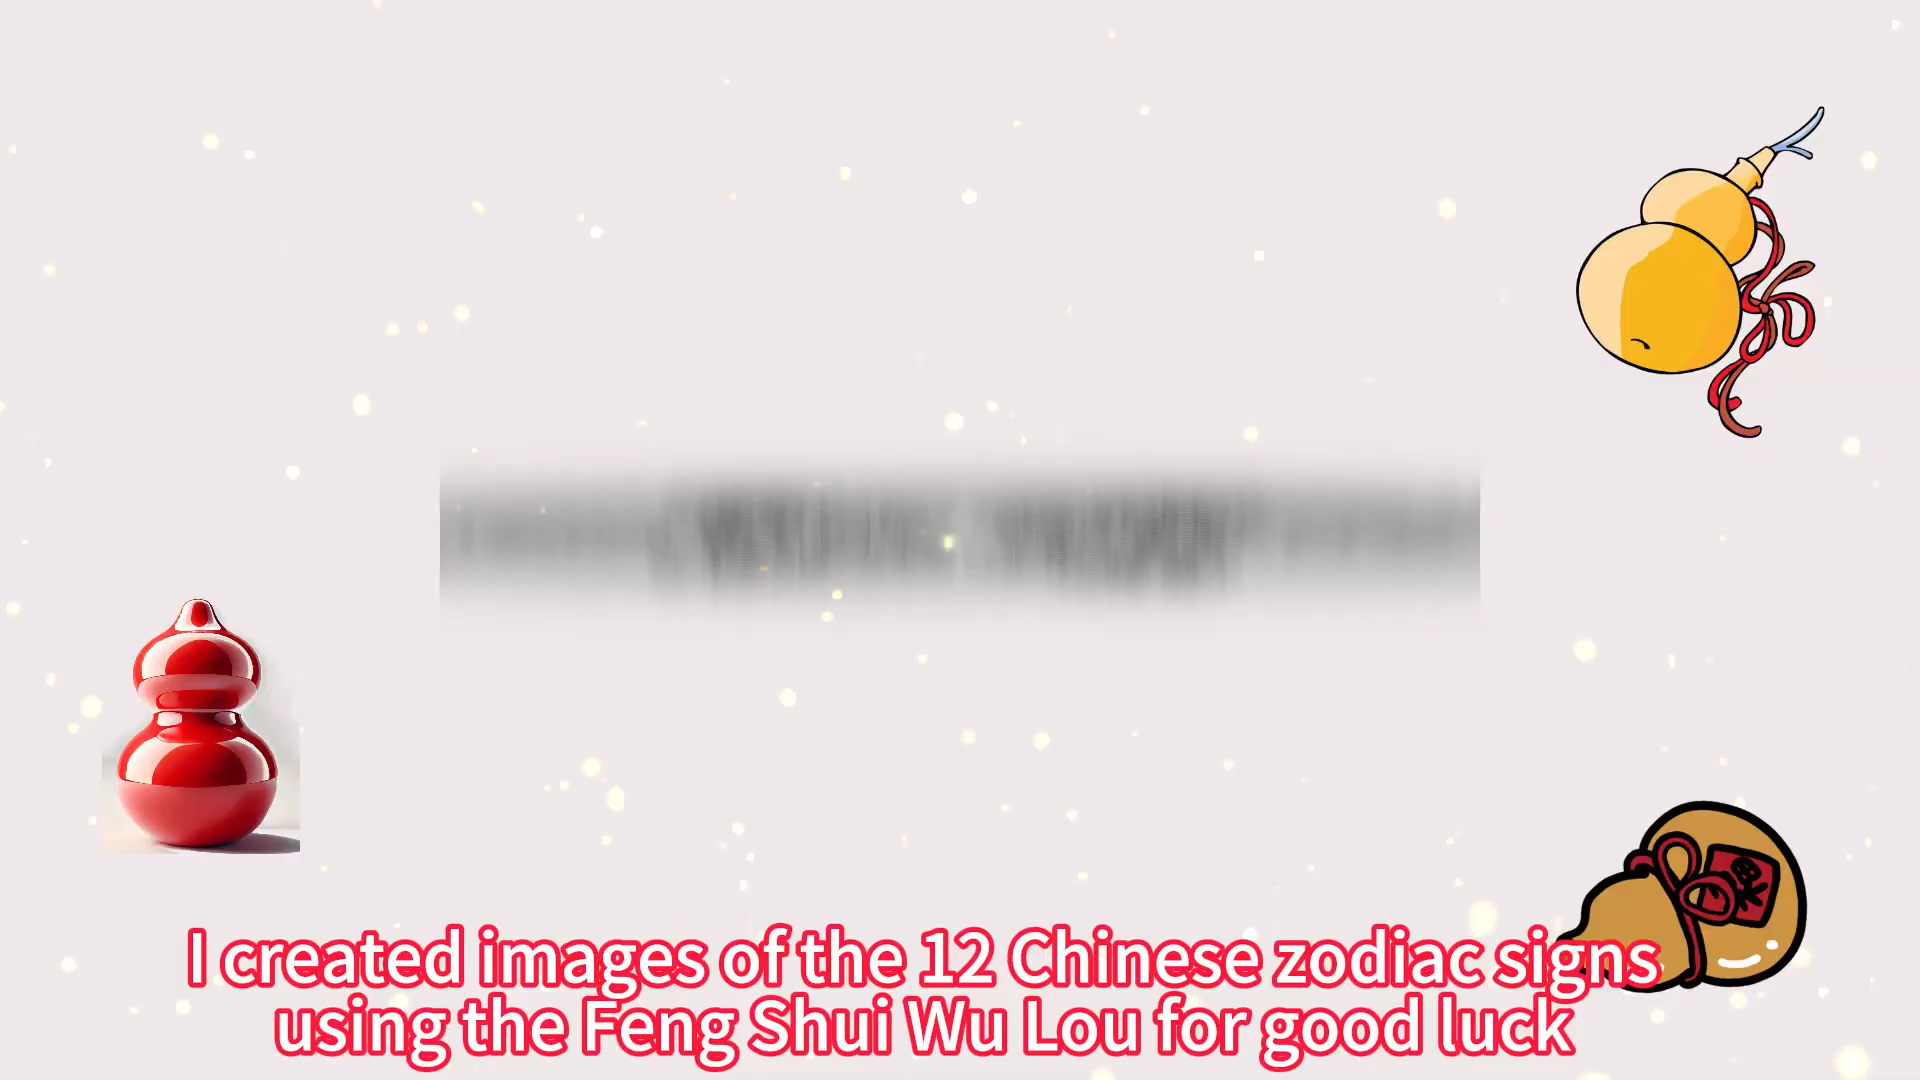 I created images of the 12 Chinese zodiac signs
using the Feng Shui Wu Lou for good luck